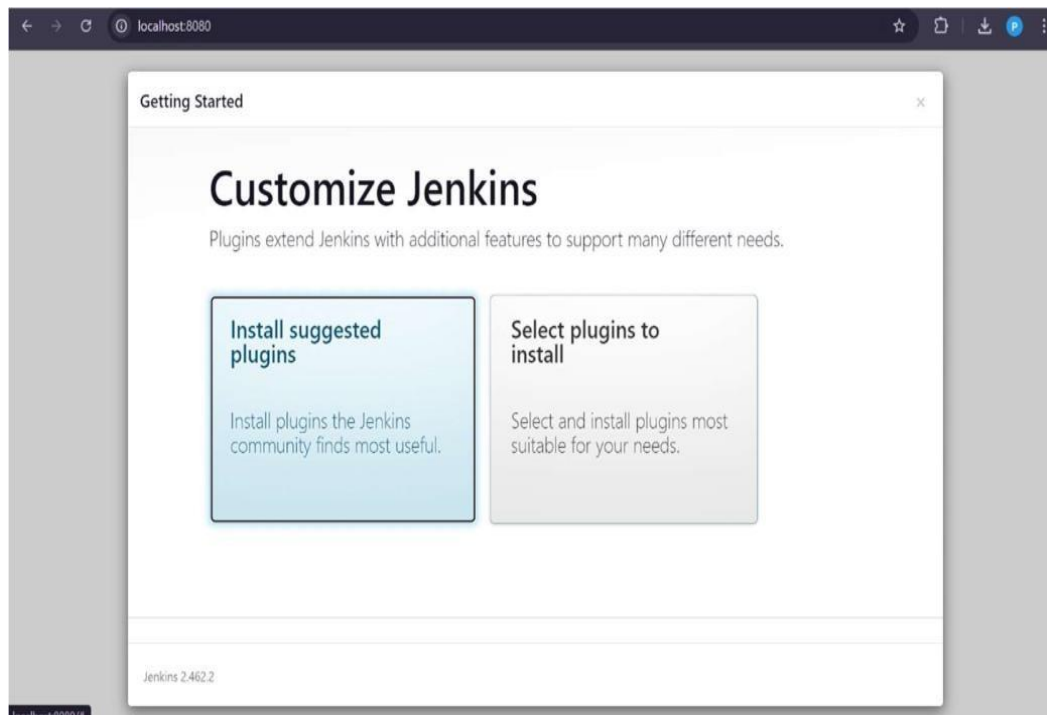 localhost:8080
P
Getting Started
×
Customize Jenkins
Plugins extend Jenkins with additional features to support many different needs.
Install suggested
plugins
Install plugins the Jenkins
community finds most useful.
Select plugins to
install
Select and install plugins most
suitable for your needs.
Jenkins 2.462.2